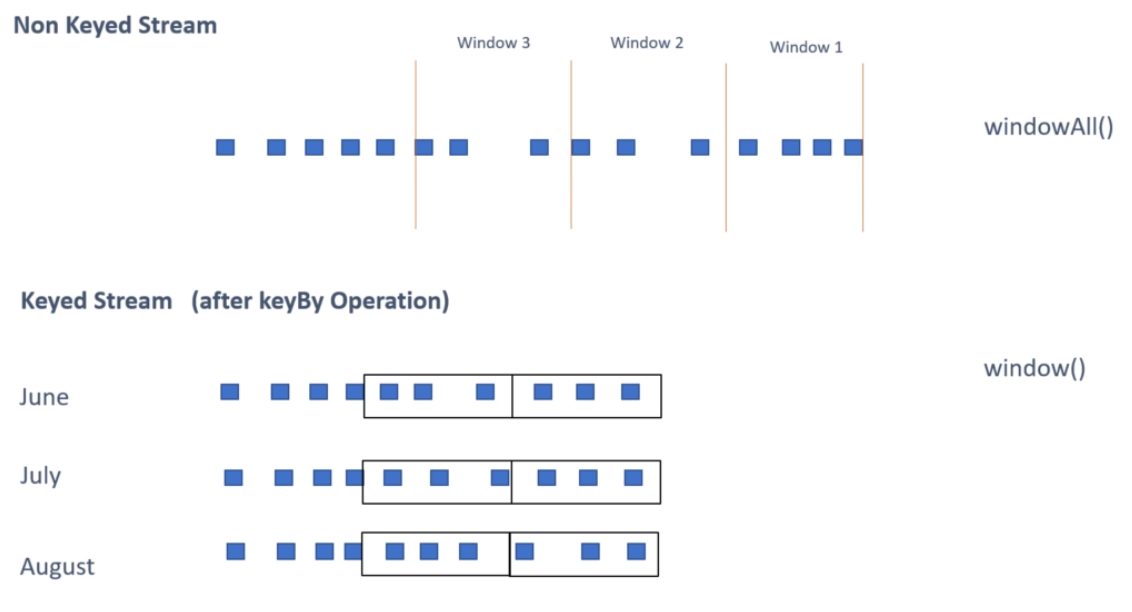 Non Keyed Stream
Window 3
Window 2
Window 1
windowAll()
Keyed Stream (after keyBy Operation)
window()
June
July
August